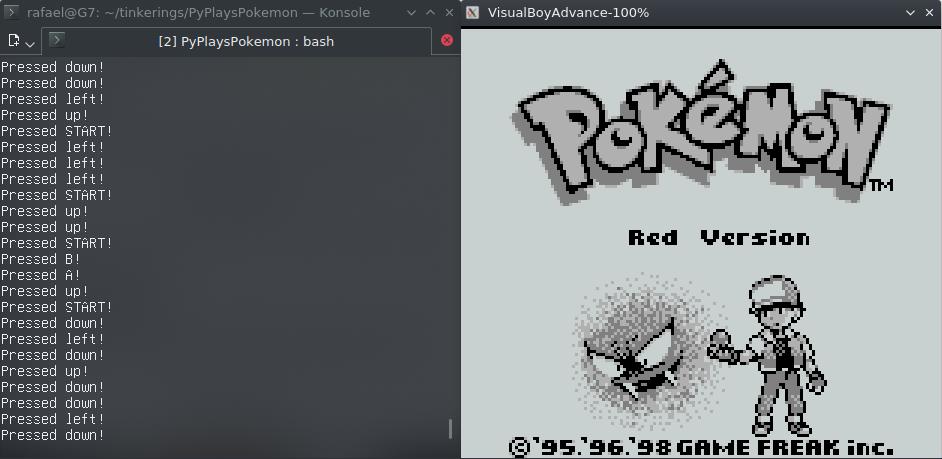 rafael@G7: ~/tinkerings/PyPlaysPokemon — Konsole
[2] PyPlaysPokemon : bash
Pressed down!
Pressed down!
Pressed left!
Pressed up!
Pressed START!
Pressed left!
Pressed left!
Pressed left!
Pressed START!
Pressed up!
Pressed up!
Pressed START!
Pressed B!
Pressed A!
Pressed up!
Pressed START!
Pressed down!
Pressed left!
Pressed down!
Pressed up!
Pressed down!
Pressed down!
Pressed left!
Pressed down!
VisualBoyAdvance-100%
POKéMON
TM
Red Version
©'95.'96.'98 GAME FREAK inc.